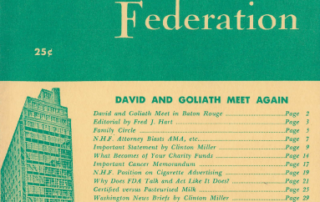 Federation
25¢
DAVID AND GOLIATH MEET AGAIN
David and Goliath Meet in Baton Rouge Page 2
Editorial by Fred J. Hart Page 3
Family Circle Page 5
N.H.F. Attorney Blasts AMA, etc. Page 7
Important Statement by Clinton Miller Page 9
What Becomes of Your Charity Funds Page 16
Important Cancer Memorandum Page 17
N.H.F. Position on Cigarette Advertising Page 19
Why Does FDA Talk and Act Like It Does? Page 21
Certified versus Pasteurized Milk Page 25
Washington News Briefs by Clinton Miller Page 29